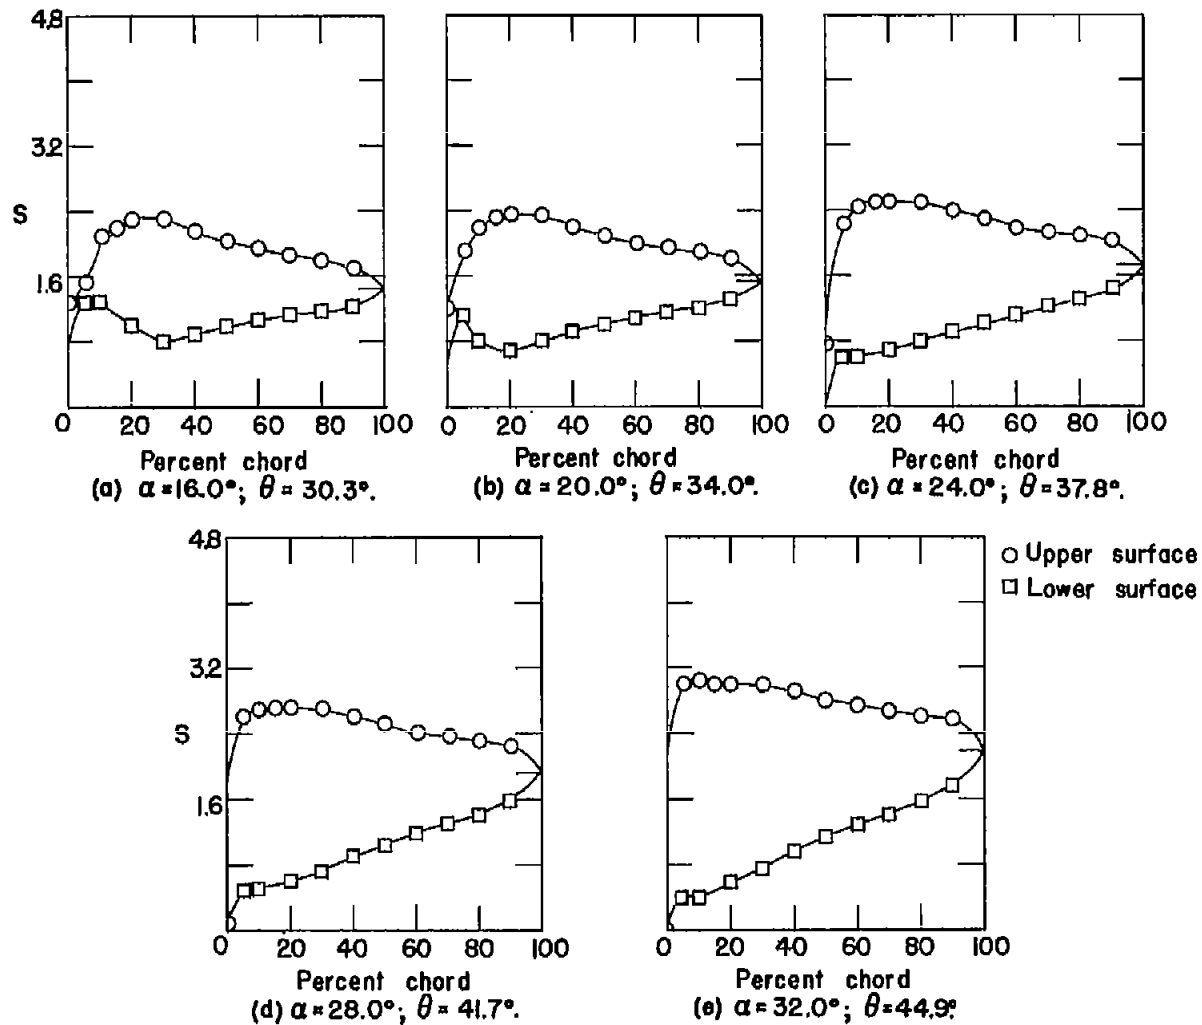 4.8
3.2
S
1.6
0 20 40 60 80 100
Percent chord
(a) α = 16.0°; θ = 30.3°.
0 20 40 60 80 100
Percent chord
(b) α = 20.0°; θ = 34.0°.
0 20 40 60 80 100
Percent chord
(c) α = 24.0°; θ = 37.8°.
4.8
3.2
S
1.6
0 20 40 60 80 100
Percent chord
(d) α = 28.0°; θ = 41.7°.
0 20 40 60 80 100
Percent chord
(e) α = 32.0°; θ = 44.9°.
Upper surface
Lower surface